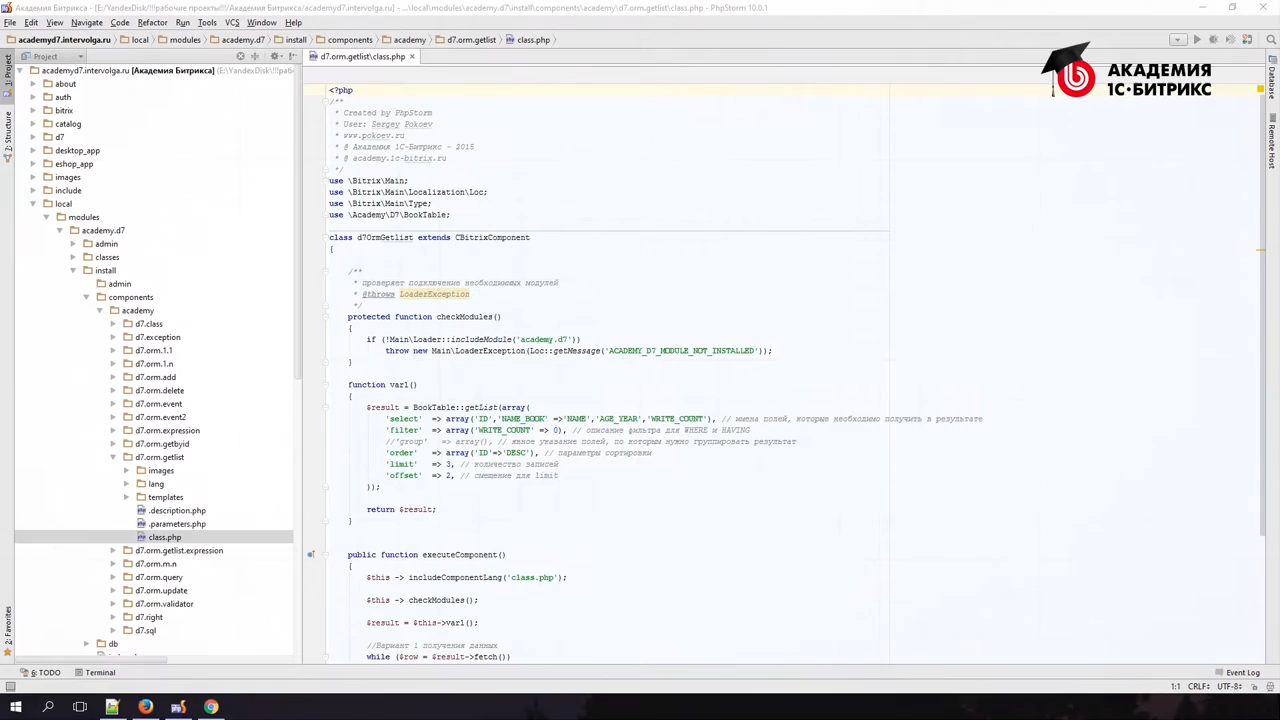 Академия Битрикса (academyd7.intervolga.ru) - [E:\YandexDisk\!!!рабочие проекты!!!\academyd7.intervolga.ru] - ...\local\modules\academy.d7\install\components\academy\d7.orm.getlist\class.php - PhpStorm 10.0.1
File Edit View Navigate Code Refactor Run Tools VCS Window Help
academyd7.intervolga.ru local modules academy.d7 install components academy d7.orm.getlist class.php
Project
d7.orm.getlist\class.php
АКАДЕМИЯ
1С·БИТРИКС
1: Project
Z: Structure
2: Favorites
Database
Remote Host
academyd7.intervolga.ru [Академия Битрикса] (E:\YandexDisk\!!!раб
about
auth
bitrix
catalog
d7
desktop_app
eshop_app
images
include
local
modules
academy.d7
admin
classes
install
admin
components
academy
d7.class
d7.exception
d7.orm.1.1
d7.orm.1.n
d7.orm.add
d7.orm.delete
d7.orm.event
d7.orm.event2
d7.orm.expression
d7.orm.getbyid
d7.orm.getlist
images
lang
templates
.description.php
.parameters.php
class.php
d7.orm.getlist.expression
d7.orm.m.n
d7.orm.query
d7.orm.update
d7.orm.validator
d7.right
d7.sql
db
<?php
/**
* Created by PhpStorm
* User: Sergey Pokoev
* www.pokoev.ru
* @ Академия 1С-Битрикс - 2015
* @ academy.1c-bitrix.ru
*/
use \Bitrix\Main;
use \Bitrix\Main\Localization\Loc;
use \Bitrix\Main\Type;
use \Academy\D7\BookTable;
class d7OrmGetlist extends CBitrixComponent
{
/**
* проверяет подключение необходиммых модулей
* @throws LoaderException
*/
protected function checkModules()
{
if (!Main\Loader::includeModule('academy.d7'))
throw new Main\LoaderException(Loc::getMessage('ACADEMY_D7_MODULE_NOT_INSTALLED'));
}
function var1()
{
$result = BookTable::getList(array(
'select' => array('ID','NAME_BOOK' =>'NAME','AGE_YEAR','WRITE_COUNT'), // имена полей, которые необходимо получить в результате
'filter' => array('WRITE_COUNT' => 0), // описание фильтра для WHERE и HAVING
//'group' => array(), // явное указание полей, по которым нужно группировать результат
'order' => array('ID'=>'DESC'), // параметры сортировки
'limit' => 3, // количество записей
'offset' => 2, // смещение для limit
));
return $result;
}
public function executeComponent()
{
$this -> includeComponentLang('class.php');
$this -> checkModules();
$result = $this->var1();
//Вариант 1 получения данных
while ($row = $result->fetch())
6: TODO Terminal Event Log
1:1 CRLF UTF-8